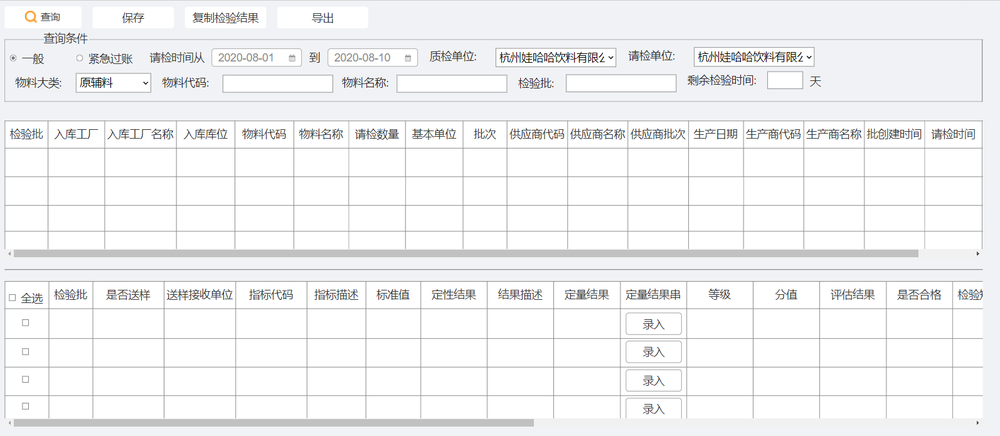 查询 保存 复制检验结果 导出
查询条件
一般 紧急过账 请检时间从 2020-08-01 到 2020-08-10 质检单位: 杭州娃哈哈饮料有限 请检单位: 杭州娃哈哈饮料有限
物料大类: 原辅料 物料代码: 物料名称: 检验批: 剩余检验时间: 天
检验批 入库工厂 入库工厂名称 入库库位 物料代码 物料名称 请检数量 基本单位 批次 供应商代码 供应商名称 供应商批次 生产日期 生产商代码 生产商名称 批创建时间 请检时间
全选 检验批 是否送样 送样接收单位 指标代码 指标描述 标准值 定性结果 结果描述 定量结果 定量结果串 等级 分值 评估结果 是否合格 检验
录入
录入
录入
录入